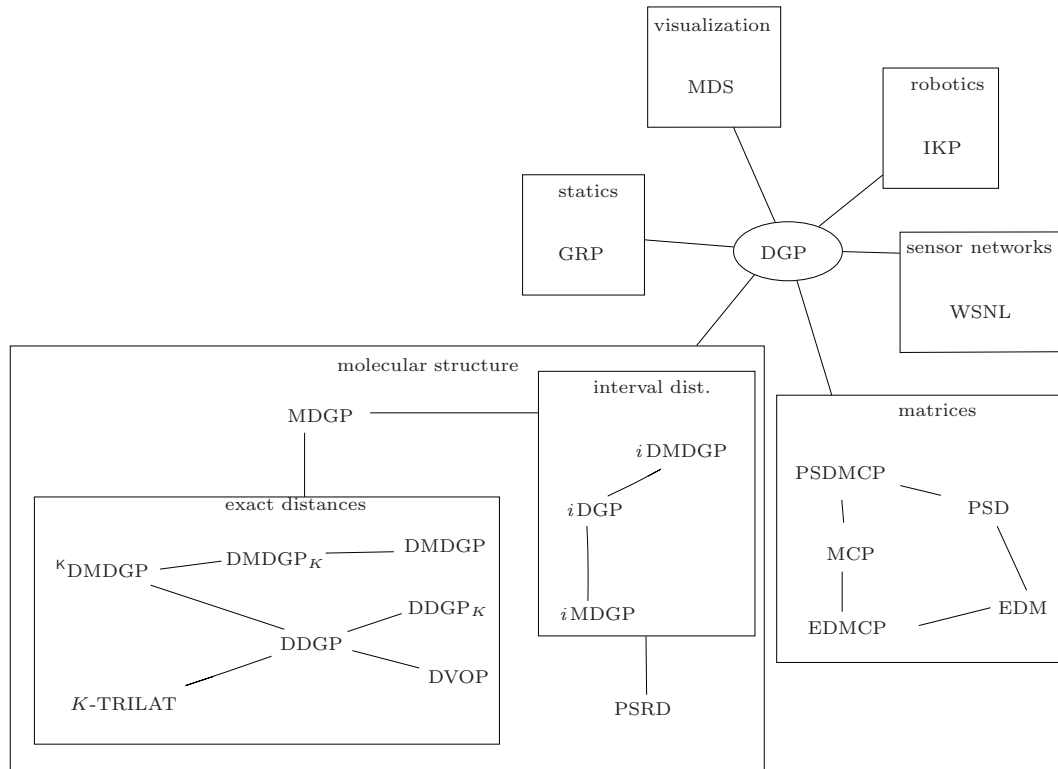 visualization
MDS
robotics
IKP
statics
GRP
DGP
sensor networks
WSNL
molecular structure
MDGP
interval dist.
iDMDGP
iDGP
iMDGP
PSRD
exact distances
ᴷDMDGP
DMDGP_K
DMDGP
DDGP_K
DDGP
DVOP
K-TRILAT
matrices
PSDMCP
PSD
MCP
EDM
EDMCP